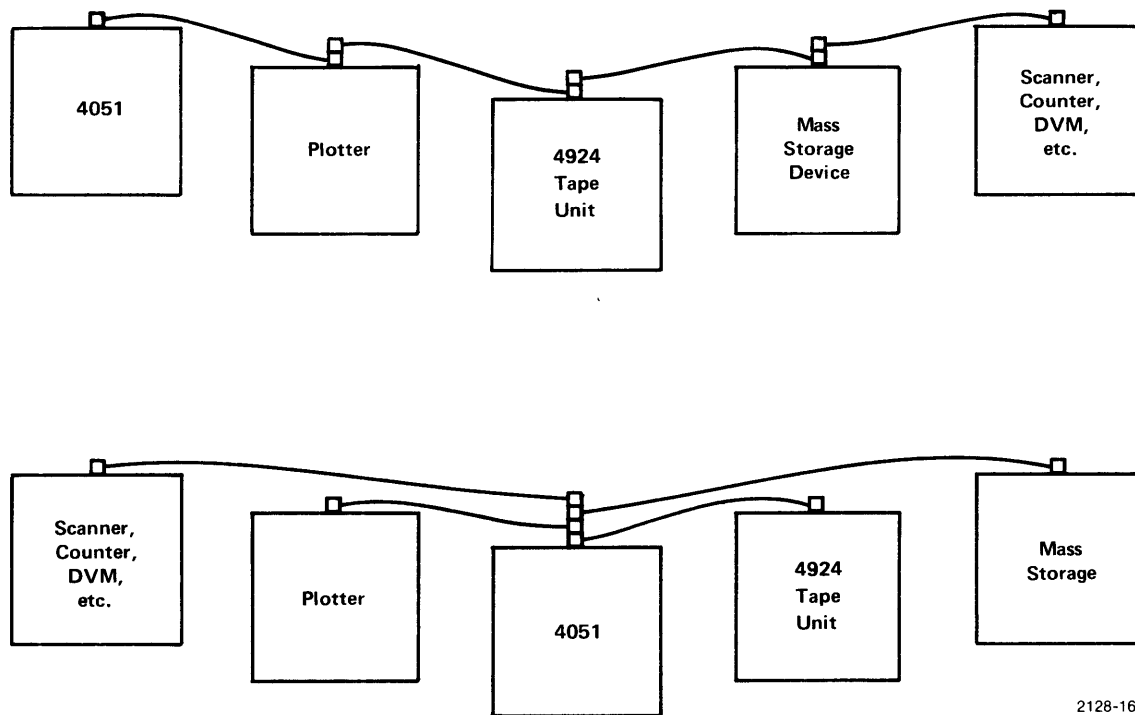 4051
Plotter
4924
Tape
Unit
Mass
Storage
Device
Scanner,
Counter,
DVM,
etc.
Scanner,
Counter,
DVM,
etc.
Plotter
4051
4924
Tape
Unit
Mass
Storage
2128-16